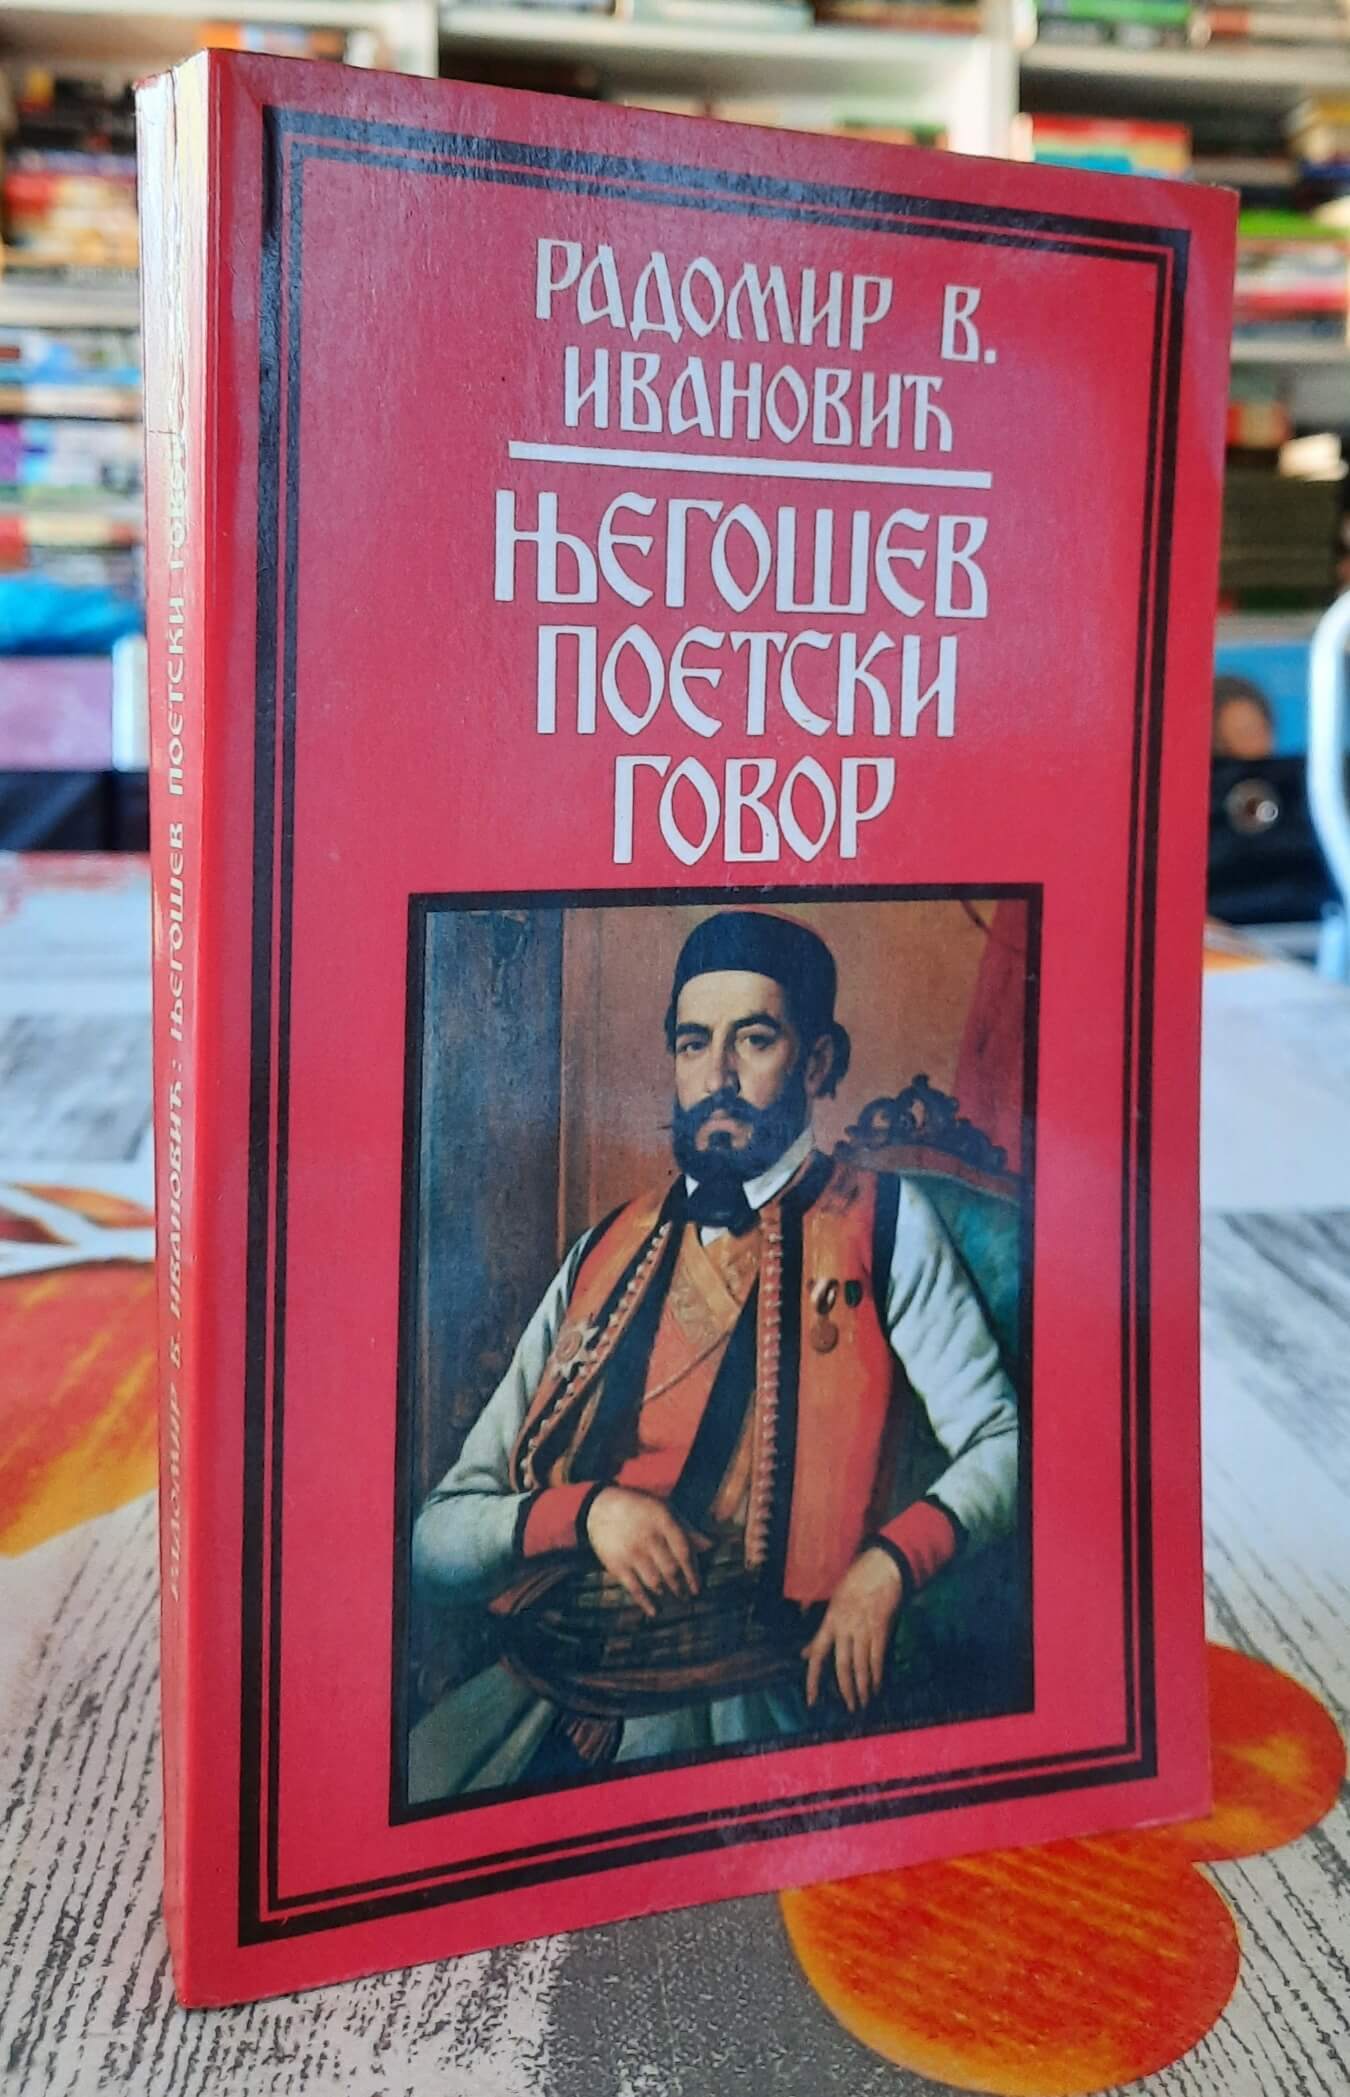 РАДОМИР В.
ИВАНОВИЋ
ЊЕГОШЕВ
ПОЕТСКИ
ГОВОР
РАДОМИР В. ИВАНОВИЋ: ЊЕГОШЕВ ПОЕТСКИ ГОВОР